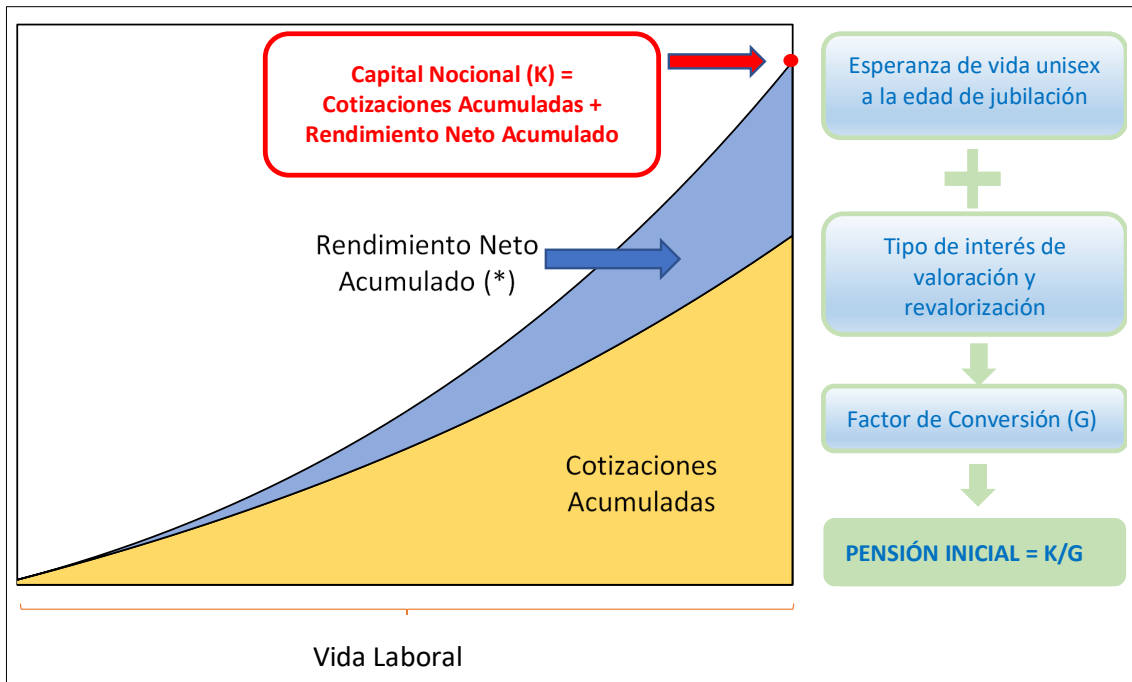 Capital Nocional (K) =
Cotizaciones Acumuladas +
Rendimiento Neto Acumulado
Rendimiento Neto
Acumulado (*)
Cotizaciones
Acumuladas
Vida Laboral
Esperanza de vida unisex
a la edad de jubilación
Tipo de interés de
valoración y
revalorización
Factor de Conversión (G)
PENSIÓN INICIAL = K/G